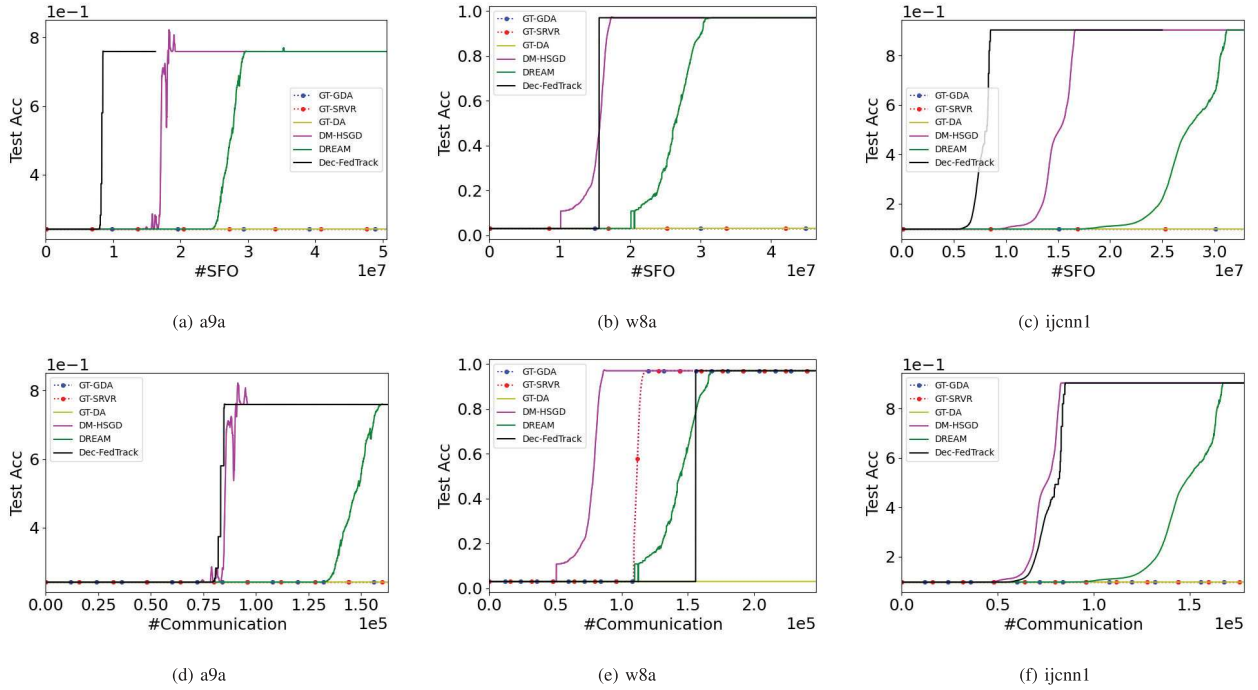 8e−1
6
4
Test Acc
GT-GDA
GT-SRVR
GT-DA
DM-HSGD
DREAM
Dec-FedTrack
0 1 2 3 4 5
1e7
#SFO
(a) a9a
1.0
0.8
0.6
0.4
0.2
0.0
Test Acc
GT-GDA
GT-SRVR
GT-DA
DM-HSGD
DREAM
Dec-FedTrack
0 1 2 3 4
1e7
#SFO
(b) w8a
1e−1
8
6
4
2
Test Acc
GT-GDA
GT-SRVR
GT-DA
DM-HSGD
DREAM
Dec-FedTrack
0.0 0.5 1.0 1.5 2.0 2.5 3.0
1e7
#SFO
(c) ijcnn1
1e−1
8
6
4
Test Acc
GT-GDA
GT-SRVR
GT-DA
DM-HSGD
DREAM
Dec-FedTrack
0.00 0.25 0.50 0.75 1.00 1.25 1.50
1e5
#Communication
(d) a9a
1.0
0.8
0.6
0.4
0.2
0.0
Test Acc
GT-GDA
GT-SRVR
GT-DA
DM-HSGD
DREAM
Dec-FedTrack
0.0 0.5 1.0 1.5 2.0
1e5
#Communication
(e) w8a
1e−1
8
6
4
2
Test Acc
GT-GDA
GT-SRVR
GT-DA
DM-HSGD
DREAM
Dec-FedTrack
0.0 0.5 1.0 1.5
1e5
#Communication
(f) ijcnn1